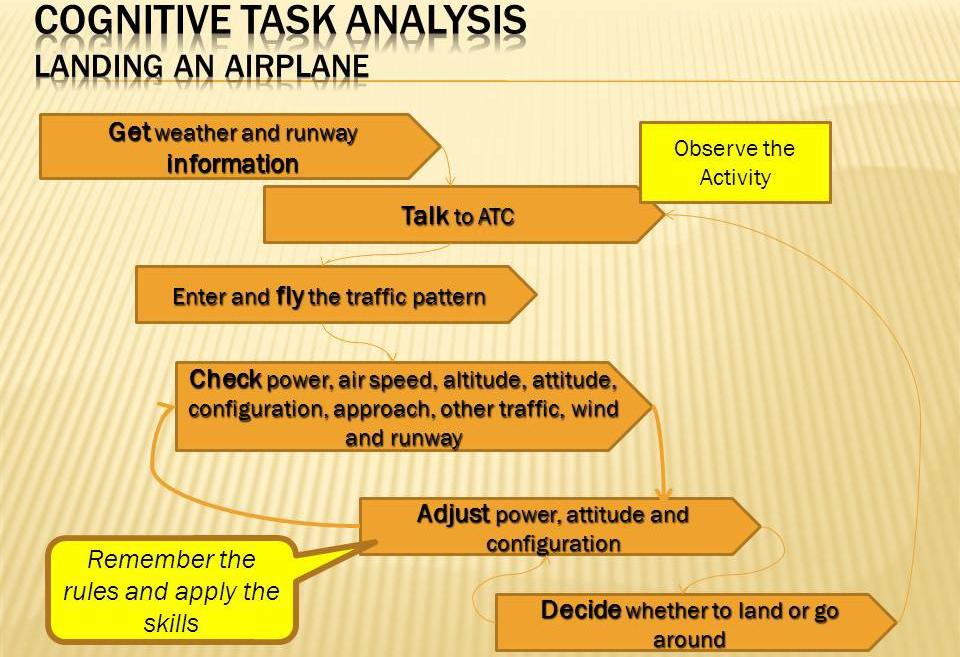 COGNITIVE TASK ANALYSIS
LANDING AN AIRPLANE
Get weather and runway
information
Observe the
Activity
Talk to ATC
Enter and fly the traffic pattern
Check power, air speed, altitude, attitude,
configuration, approach, other traffic, wind
and runway
Adjust power, attitude and
configuration
Remember the
rules and apply the
skills
Decide whether to land or go
around